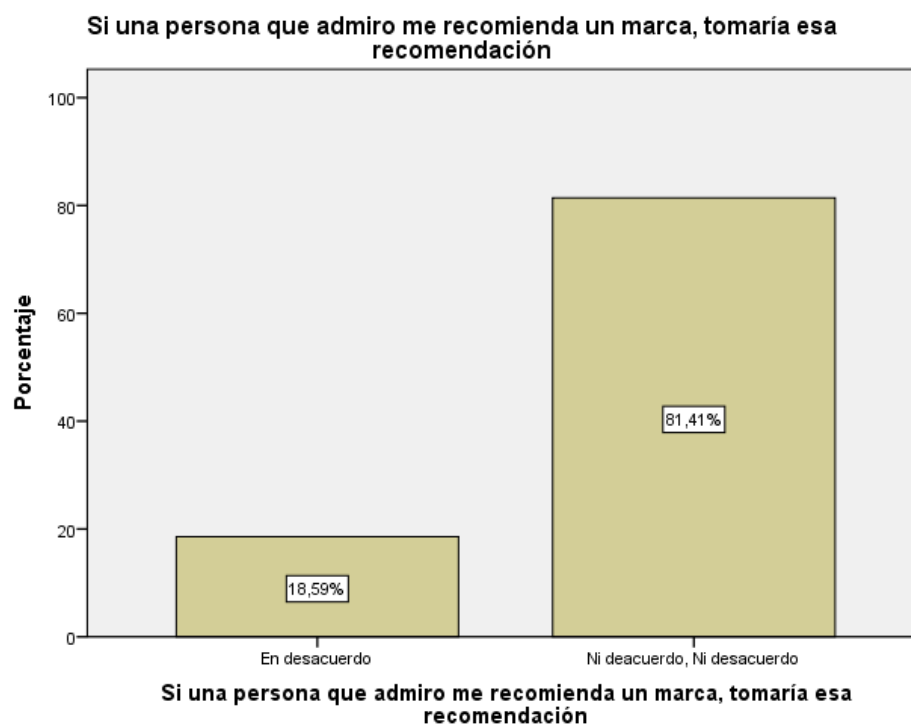 Si una persona que admiro me recomienda un marca, tomaría esa
recomendación
Porcentaje
100
80
60
40
20
0
18,59%
81,41%
En desacuerdo
Ni deacuerdo, Ni desacuerdo
Si una persona que admiro me recomienda un marca, tomaría esa
recomendación